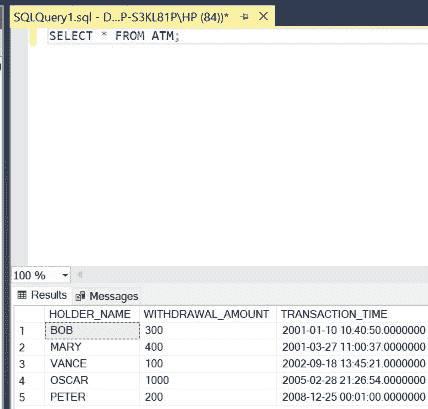 SQLQuery1.sql - D...P-S3KL81P\HP (84))*
SELECT * FROM ATM;
100 %
Results Messages
HOLDER_NAME WITHDRAWAL_AMOUNT TRANSACTION_TIME
1 BOB 300 2001-01-10 10:40:50.0000000
2 MARY 400 2001-03-27 11:00:37.0000000
3 VANCE 100 2002-09-18 13:45:21.0000000
4 OSCAR 1000 2005-02-28 21:26:54.0000000
5 PETER 200 2008-12-25 00:01:00.0000000